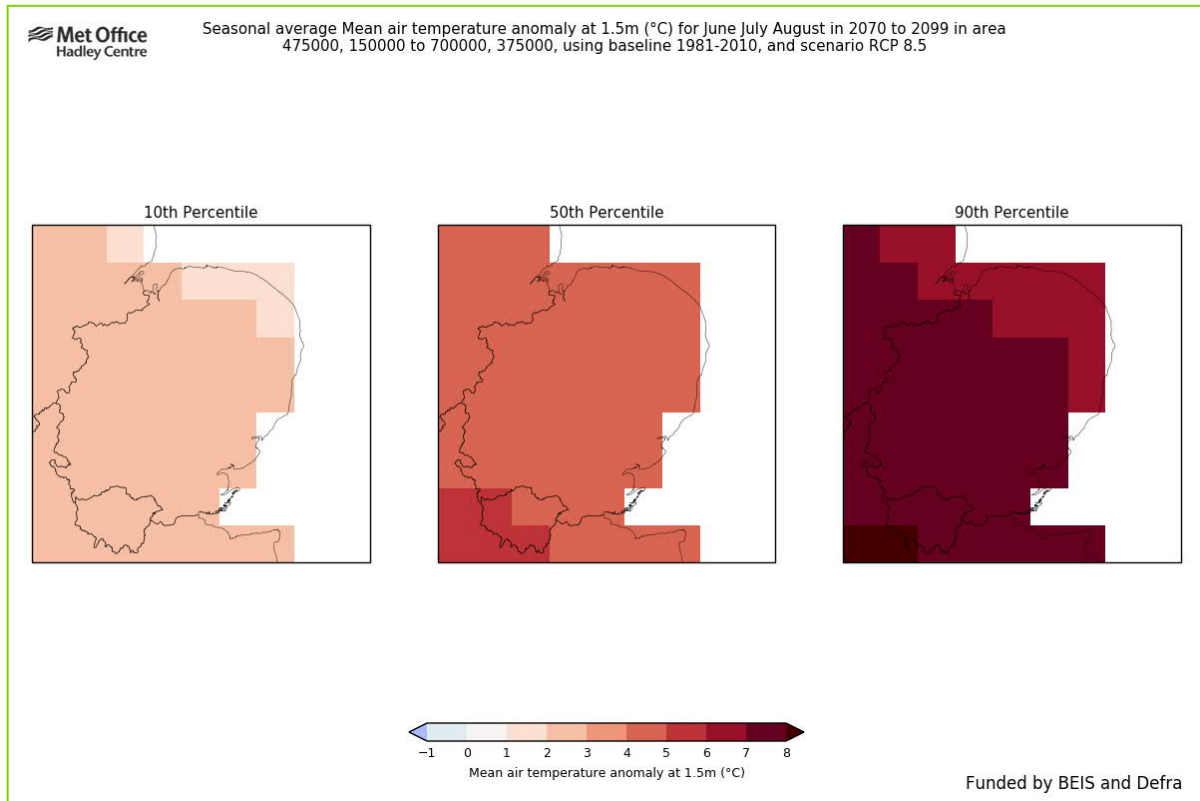 Met Office
Hadley Centre
Seasonal average Mean air temperature anomaly at 1.5m (°C) for June July August in 2070 to 2099 in area
475000, 150000 to 700000, 375000, using baseline 1981-2010, and scenario RCP 8.5
10th Percentile
50th Percentile
90th Percentile
−1 0 1 2 3 4 5 6 7 8
Mean air temperature anomaly at 1.5m (°C)
Funded by BEIS and Defra